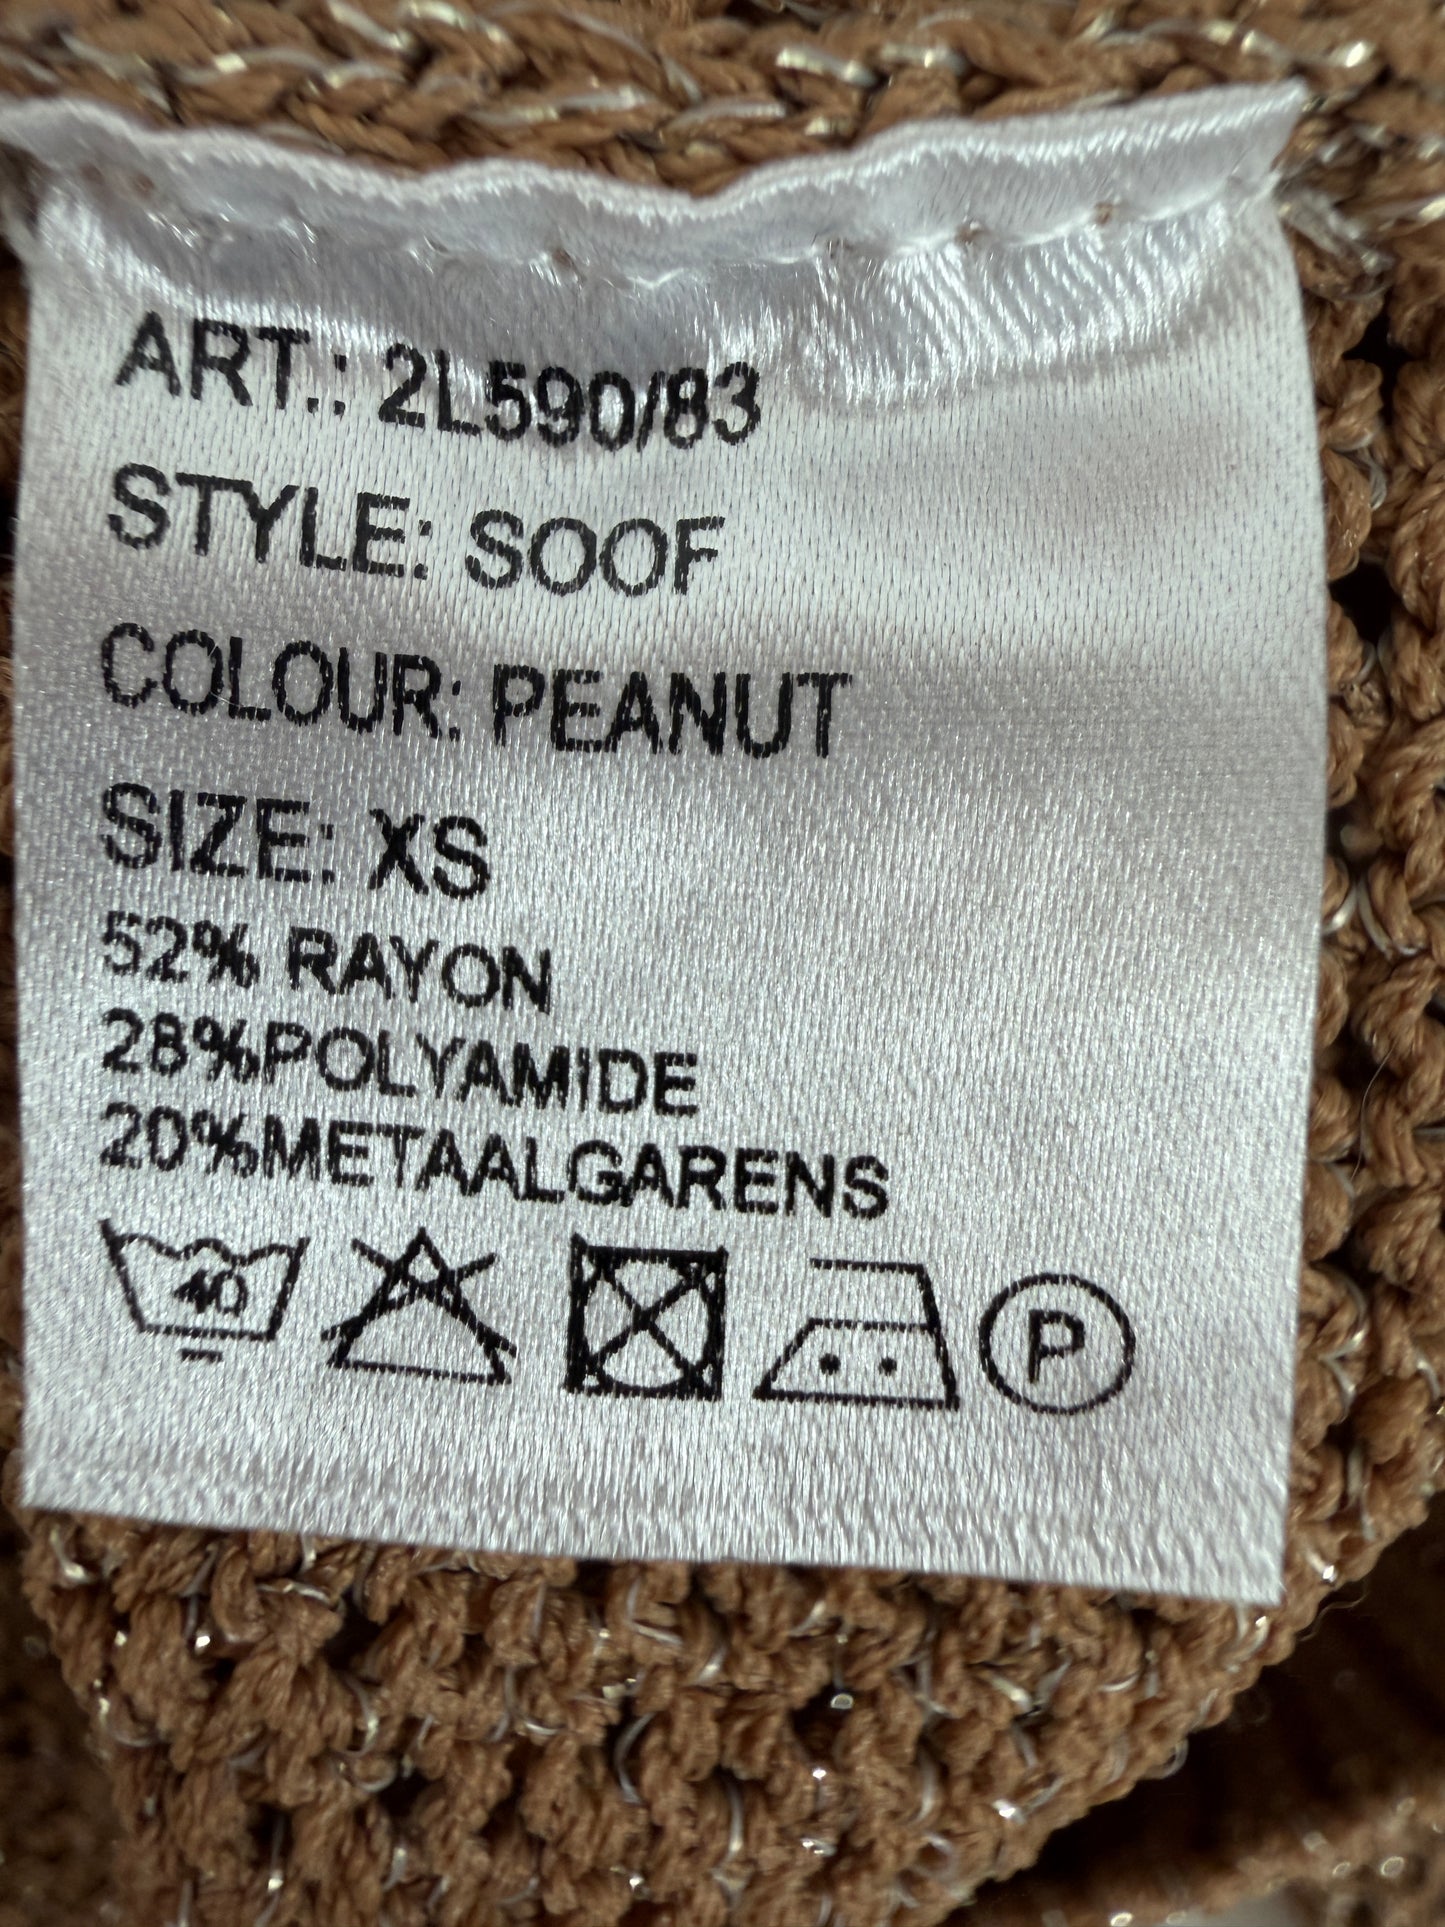 ART.: 2L590/83
STYLE: SOOF
COLOUR: PEANUT
SIZE: XS
52% RAYON
28%POLYAMIDE
20%METAALGARENS
40 P